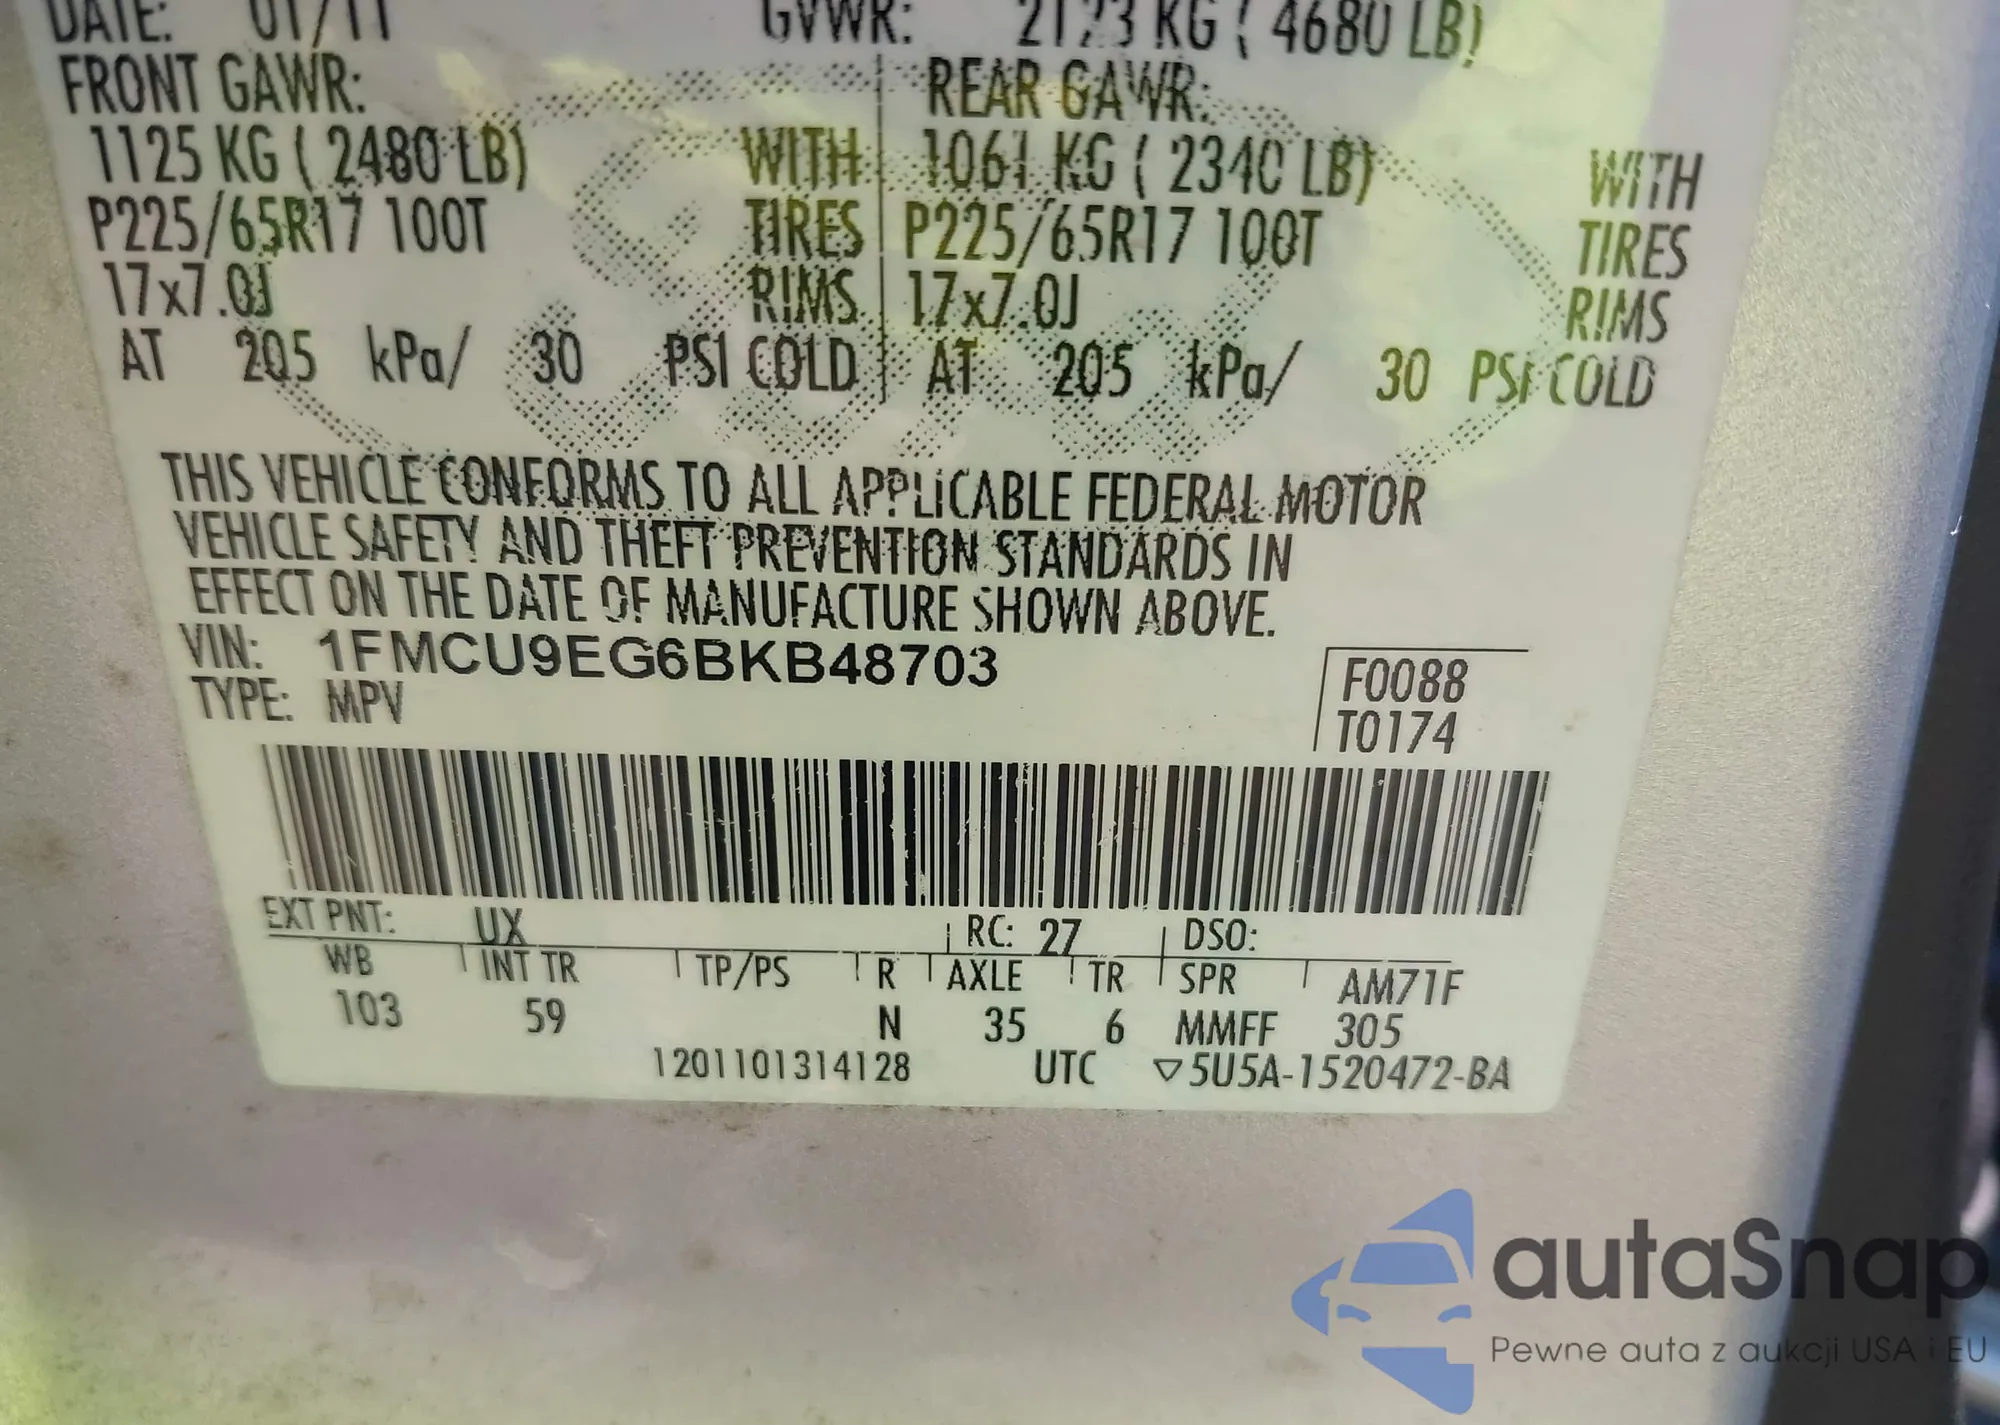 DATE: 01/11 GVWR: 2123 KG ( 4680 LB)
FRONT GAWR: REAR GAWR:
1125 KG ( 2480 LB) WITH 1061 KG ( 2340 LB) WITH
P225/65R17 100T TIRES P225/65R17 100T TIRES
17x7.0J RIMS 17x7.0J RIMS
AT 205 kPa/ 30 PSI COLD AT 205 kPa/ 30 PSI COLD
THIS VEHICLE CONFORMS TO ALL APPLICABLE FEDERAL MOTOR
VEHICLE SAFETY AND THEFT PREVENTION STANDARDS IN
EFFECT ON THE DATE OF MANUFACTURE SHOWN ABOVE.
VIN: 1FMCU9EG6BKB48703
TYPE: MPV
F0088
T0174
EXT PNT: UX RC: 27 DSO:
WB INT TR TP/PS R AXLE TR SPR AM71F
103 59 N 35 6 MMFF 305
1201101314128 UTC ▽5U5A-1520472-BA
autaSnap
Pewne auta z aukcji USA i EU